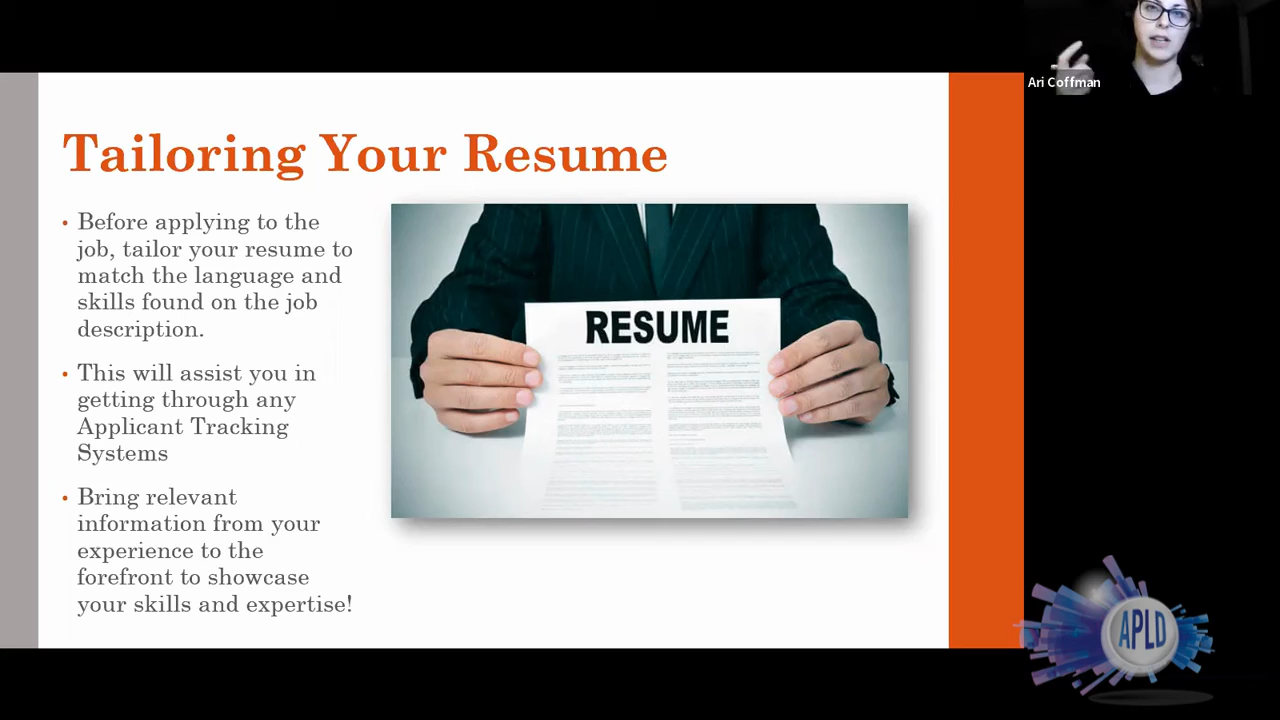 Ari Coffman
Tailoring Your Resume
• Before applying to the
job, tailor your resume to
match the language and
skills found on the job
description.
• This will assist you in
getting through any
Applicant Tracking
Systems
• Bring relevant
information from your
experience to the
forefront to showcase
your skills and expertise!
RESUME
APLD